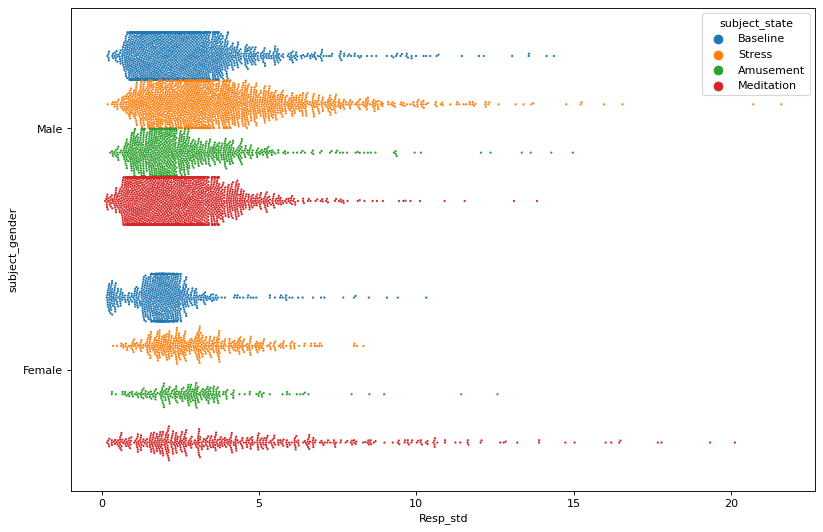 subject_state
Baseline
Stress
Amusement
Meditation
Male
Female
subject_gender
0 5 10 15 20
Resp_std